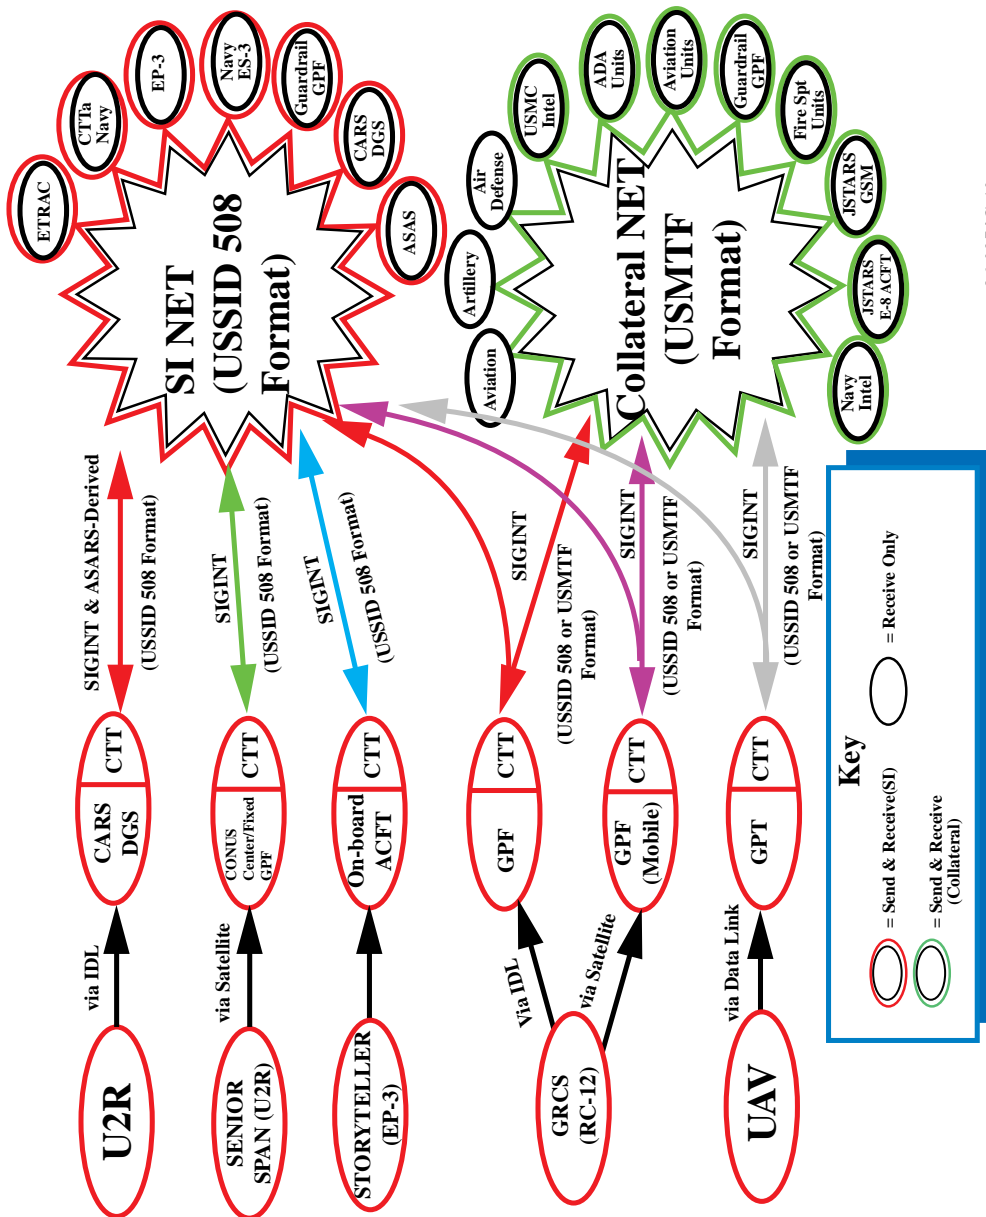 U2R
via IDL
CARS
DGS
CTT
SIGINT & ASARS-Derived
(USSID 508 Format)
SENIOR
SPAN (U2R)
via Satellite
CONUS
Center/Fixed
GPF
CTT
SIGINT
(USSID 508 Format)
STORYTELLER
(EP-3)
On-board
ACFT
CTT
SIGINT
(USSID 508 Format)
GRCS
(RC-12)
Via IDL
via Satellite
GPF
CTT
SIGINT
(USSID 508 or USMTF
Format)
GPF
(Mobile)
CTT
SIGINT
(USSID 508 or USMTF
Format)
UAV
via Data Link
GPT
CTT
SIGINT
(USSID 508 or USMTF
Format)
SI NET
(USSID 508
Format)
ETRAC
CTTa
Navy
EP-3
Navy
ES-3
Guardrail
GPF
CARS
DGS
ASAS
Collateral NET
(USMTF
Format)
Aviation
Artillery
Air
Defense
USMC
Intel
ADA
Units
Aviation
Units
Guardrail
GPF
Fire Spt
Units
JSTARS
GSM
JSTARS
E-8 ACFT
Navy
Intel
Key
= Send & Receive(SI)
= Receive Only
= Send & Receive
(Collateral)